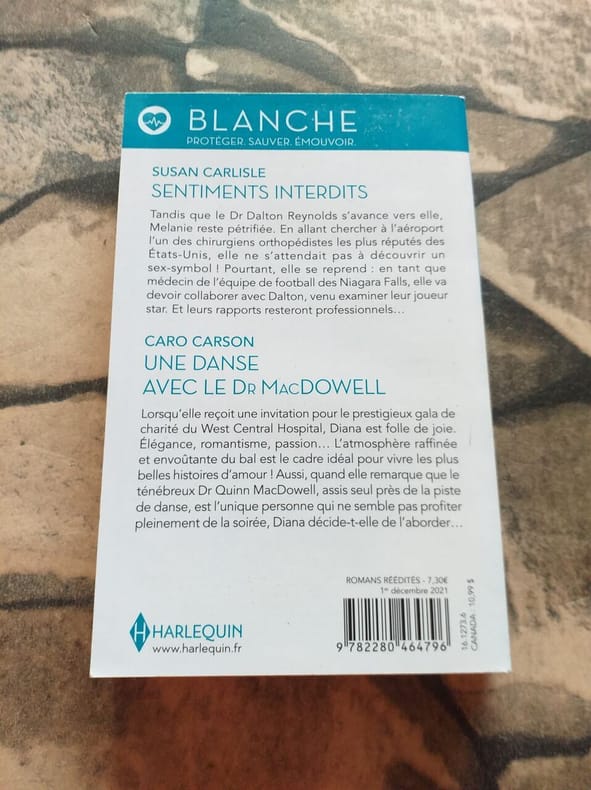 BLANCHE
PROTÉGER. SAUVER. ÉMOUVOIR.
SUSAN CARLISLE
SENTIMENTS INTERDITS
Tandis que le Dr Dalton Reynolds s'avance vers elle,
Melanie reste pétrifiée. En allant chercher à l'aéroport
l'un des chirurgiens orthopédistes les plus réputés des
États-Unis, elle ne s'attendait pas à découvrir un
sex-symbol ! Pourtant, elle se reprend : en tant que
médecin de l'équipe de football des Niagara Falls, elle va
devoir collaborer avec Dalton, venu examiner leur joueur
star. Et leurs rapports resteront professionnels…
CARO CARSON
UNE DANSE
AVEC LE DR MACDOWELL
Lorsqu'elle reçoit une invitation pour le prestigieux gala de
charité du West Central Hospital, Diana est folle de joie.
Élégance, romantisme, passion… L'atmosphère raffinée
et envoûtante du bal est le cadre idéal pour vivre les plus
belles histoires d'amour ! Aussi, quand elle remarque que le
ténébreux Dr Quinn MacDowell, assis seul près de la piste
de danse, est l'unique personne qui ne semble pas profiter
pleinement de la soirée, Diana décide-t-elle de l'aborder…
ROMANS RÉÉDITÉS - 7,30€
1er décembre 2021
H HARLEQUIN
www.harlequin.fr
9 782280 464796
16.1273.6
CANADA : 10,99 $